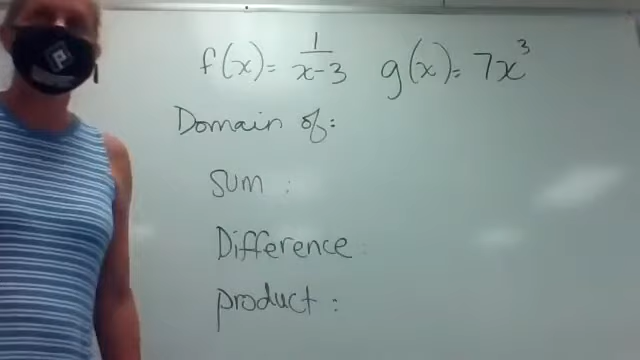 f(x) = 1/(x-3) g(x) = 7x³
Domain of:
sum :
Difference :
product :